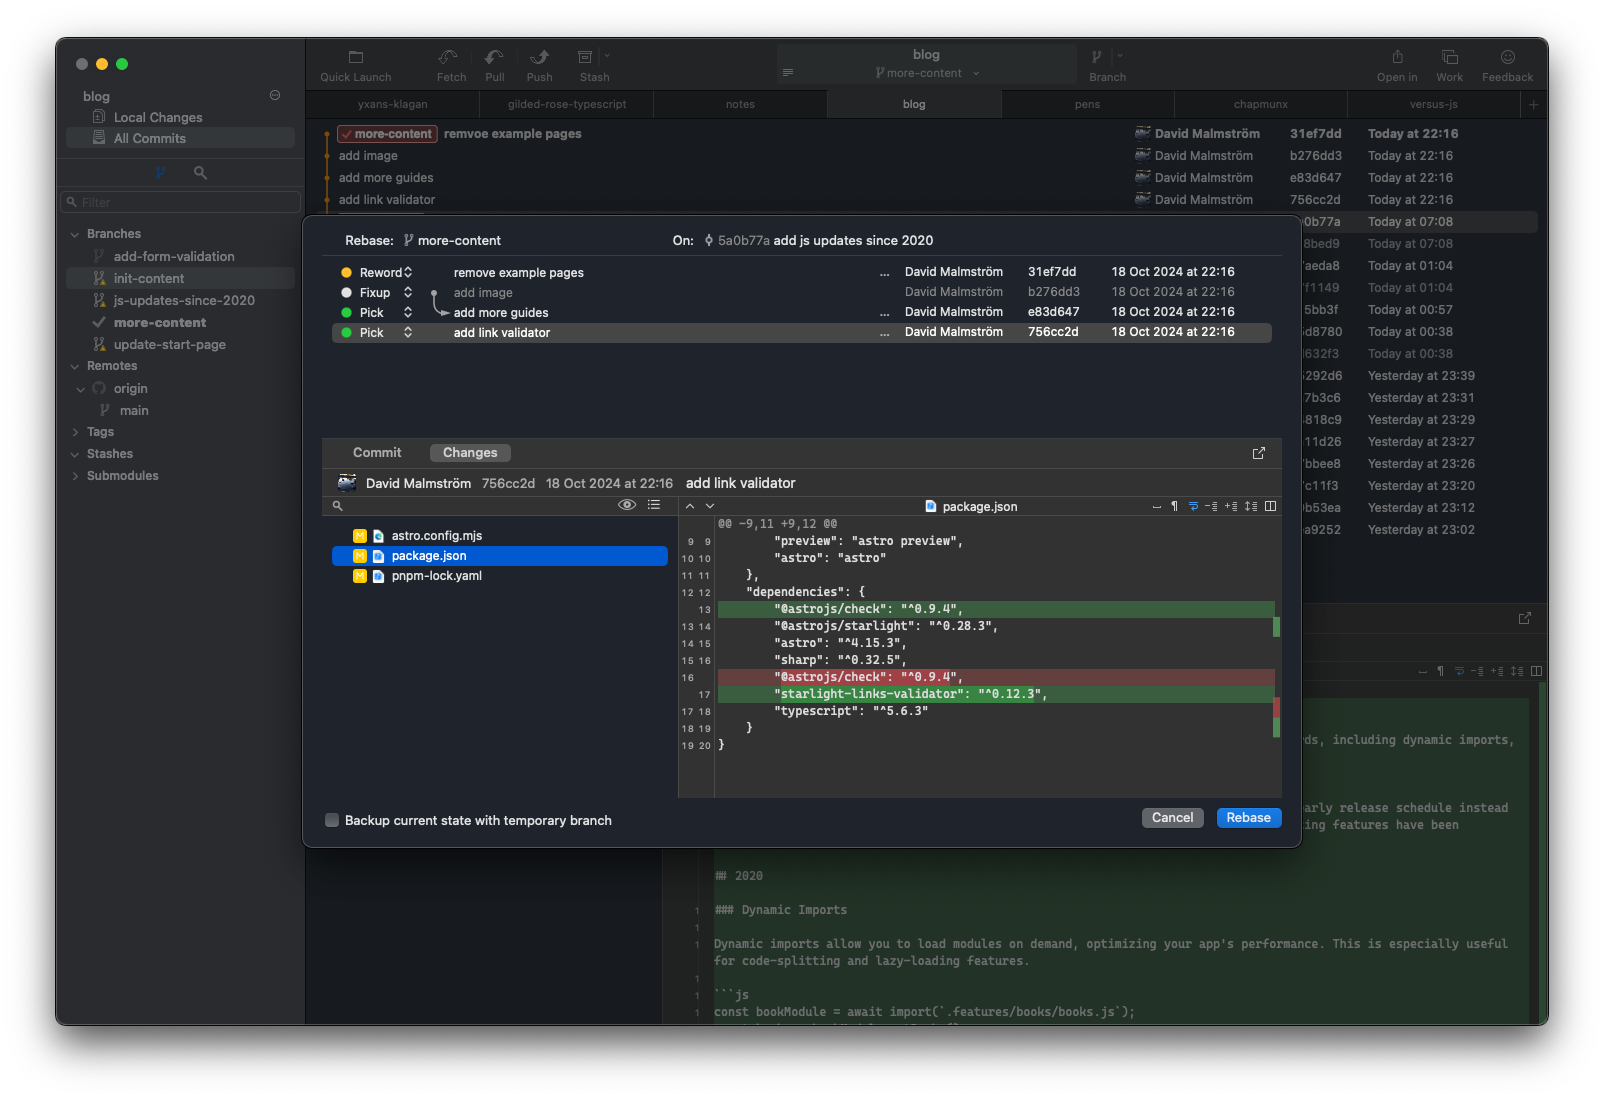 Quick Launch
Fetch
Pull
Push
Stash
blog
more-content
Branch
Open in
Work
Feedback
yxans-klagan
gilded-rose-typescript
notes
blog
pens
chapmunx
versus-js
blog
Local Changes
All Commits
Filter
Branches
add-form-validation
init-content
js-updates-since-2020
more-content
update-start-page
Remotes
origin
main
Tags
Stashes
Submodules
more-content remvoe example pages David Malmström 31ef7dd Today at 22:16
add image David Malmström b276dd3 Today at 22:16
add more guides David Malmström e83d647 Today at 22:16
add link validator David Malmström 756cc2d Today at 22:16
0b77a Today at 07:08
8bed9 Today at 07:08
aeda8 Today at 01:04
f1149 Today at 01:04
5bb3f Today at 00:57
d8780 Today at 00:38
632f3 Today at 00:38
5292d6 Yesterday at 23:39
7b3c6 Yesterday at 23:31
818c9 Yesterday at 23:29
11d26 Yesterday at 23:27
bbee8 Yesterday at 23:26
c11f3 Yesterday at 23:20
b53ea Yesterday at 23:12
a9252 Yesterday at 23:02
Rebase: more-content On: 5a0b77a add js updates since 2020
Reword remove example pages ... David Malmström 31ef7dd 18 Oct 2024 at 22:16
Fixup add image David Malmström b276dd3 18 Oct 2024 at 22:16
Pick add more guides ... David Malmström e83d647 18 Oct 2024 at 22:16
Pick add link validator ... David Malmström 756cc2d 18 Oct 2024 at 22:16
Commit Changes
David Malmström 756cc2d 18 Oct 2024 at 22:16 add link validator
package.json
M astro.config.mjs
M package.json
M pnpm-lock.yaml
@@ -9,11 +9,12 @@
9 9 "preview": "astro preview",
10 10 "astro": "astro"
11 11 },
12 12 "dependencies": {
13 "@astrojs/check": "^0.9.4",
13 14 "@astrojs/starlight": "^0.28.3",
14 15 "astro": "^4.15.3",
15 16 "sharp": "^0.32.5",
16 "@astrojs/check": "^0.9.4",
17 "starlight-links-validator": "^0.12.3",
17 18 "typescript": "^5.6.3"
18 19 }
19 20 }
Backup current state with temporary branch
Cancel
Rebase
ds, including dynamic imports,
arly release schedule instead
ing features have been
## 2020
1 ### Dynamic Imports
1
1 Dynamic imports allow you to load modules on demand, optimizing your app's performance. This is especially useful
for code-splitting and lazy-loading features.
1
1 ```js
1 const bookModule = await import(`.features/books/books.js`);